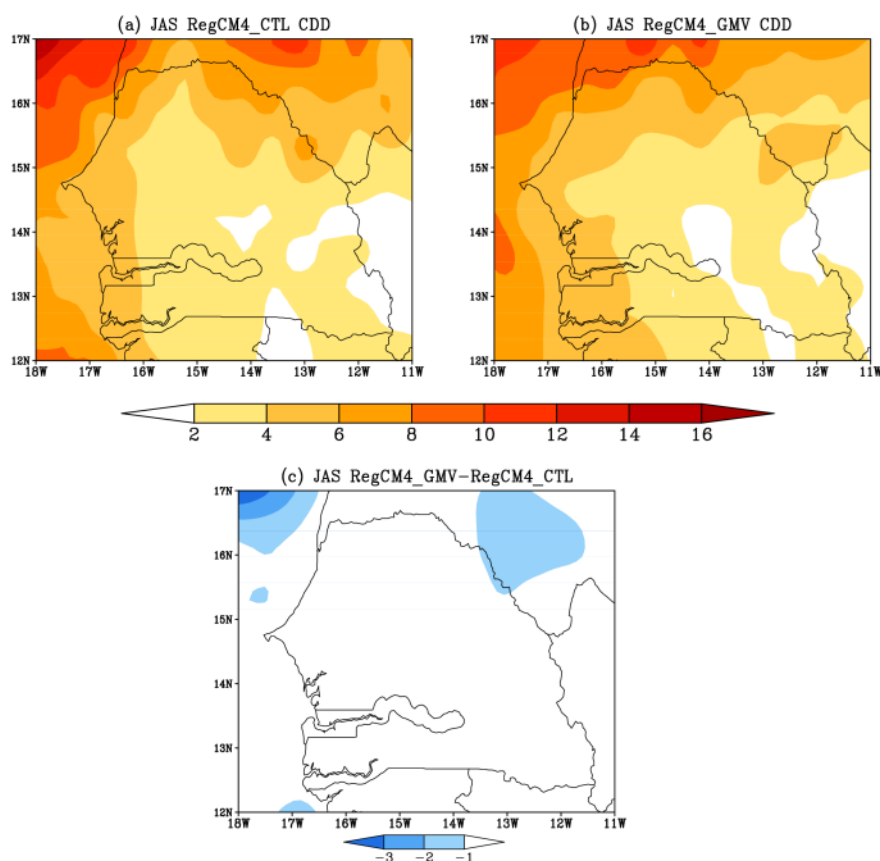 (a) JAS RegCM4_CTL CDD
17N
16N
15N
14N
13N
12N
18W 17W 16W 15W 14W 13W 12W 11W
(b) JAS RegCM4_GMV CDD
17N
16N
15N
14N
13N
12N
18W 17W 16W 15W 14W 13W 12W 11W
2 4 6 8 10 12 14 16
(c) JAS RegCM4_GMV-RegCM4_CTL
17N
16N
15N
14N
13N
12N
18W 17W 16W 15W 14W 13W 12W 11W
-3 -2 -1